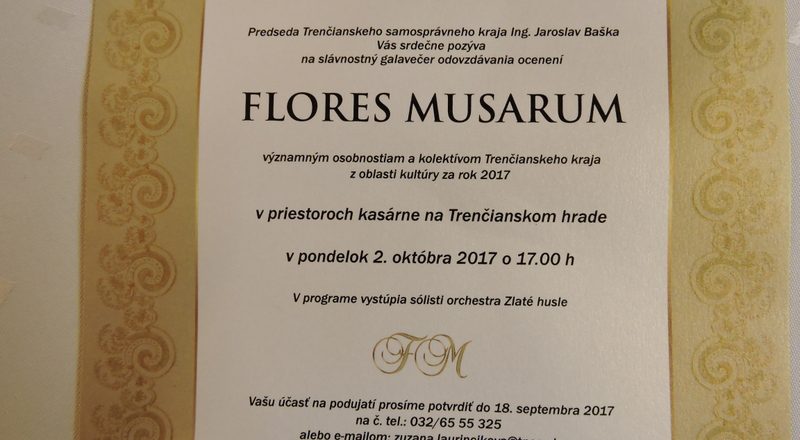 Predseda Trenčianskeho samosprávneho kraja Ing. Jaroslav Baška
Vás srdečne pozýva
na slávnostný galavečer odovzdávania ocenení
FLORES MUSARUM
významným osobnostiam a kolektívom Trenčianskeho kraja
z oblasti kultúry za rok 2017
v priestoroch kasárne na Trenčianskom hrade
v pondelok 2. októbra 2017 o 17.00 h
V programe vystúpia sólisti orchestra Zlaté husle
FM
Vašu účasť na podujatí prosíme potvrdiť do 18. septembra 2017
na č. tel.: 032/65 55 325
alebo e-mailom: